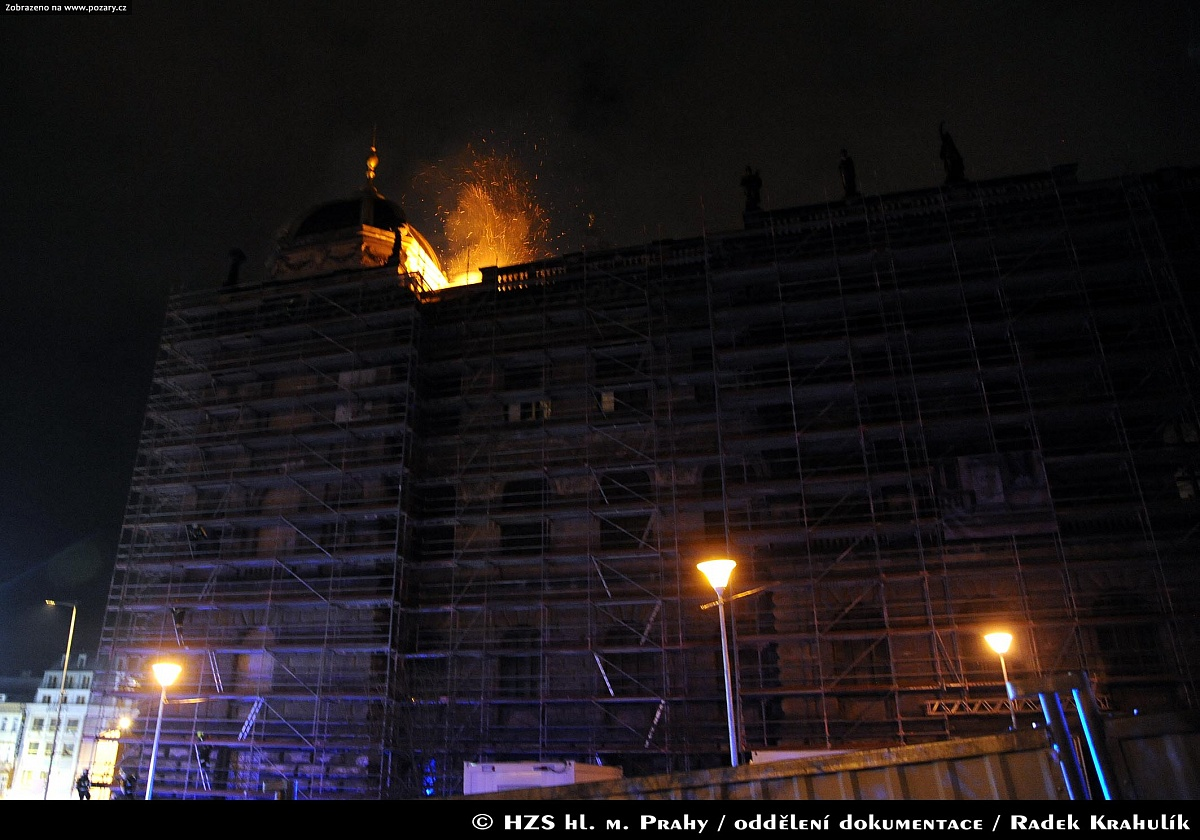 Zobrazeno na www.pozary.cz
© HZS hl. m. Prahy / oddělení dokumentace / Radek Krahulík